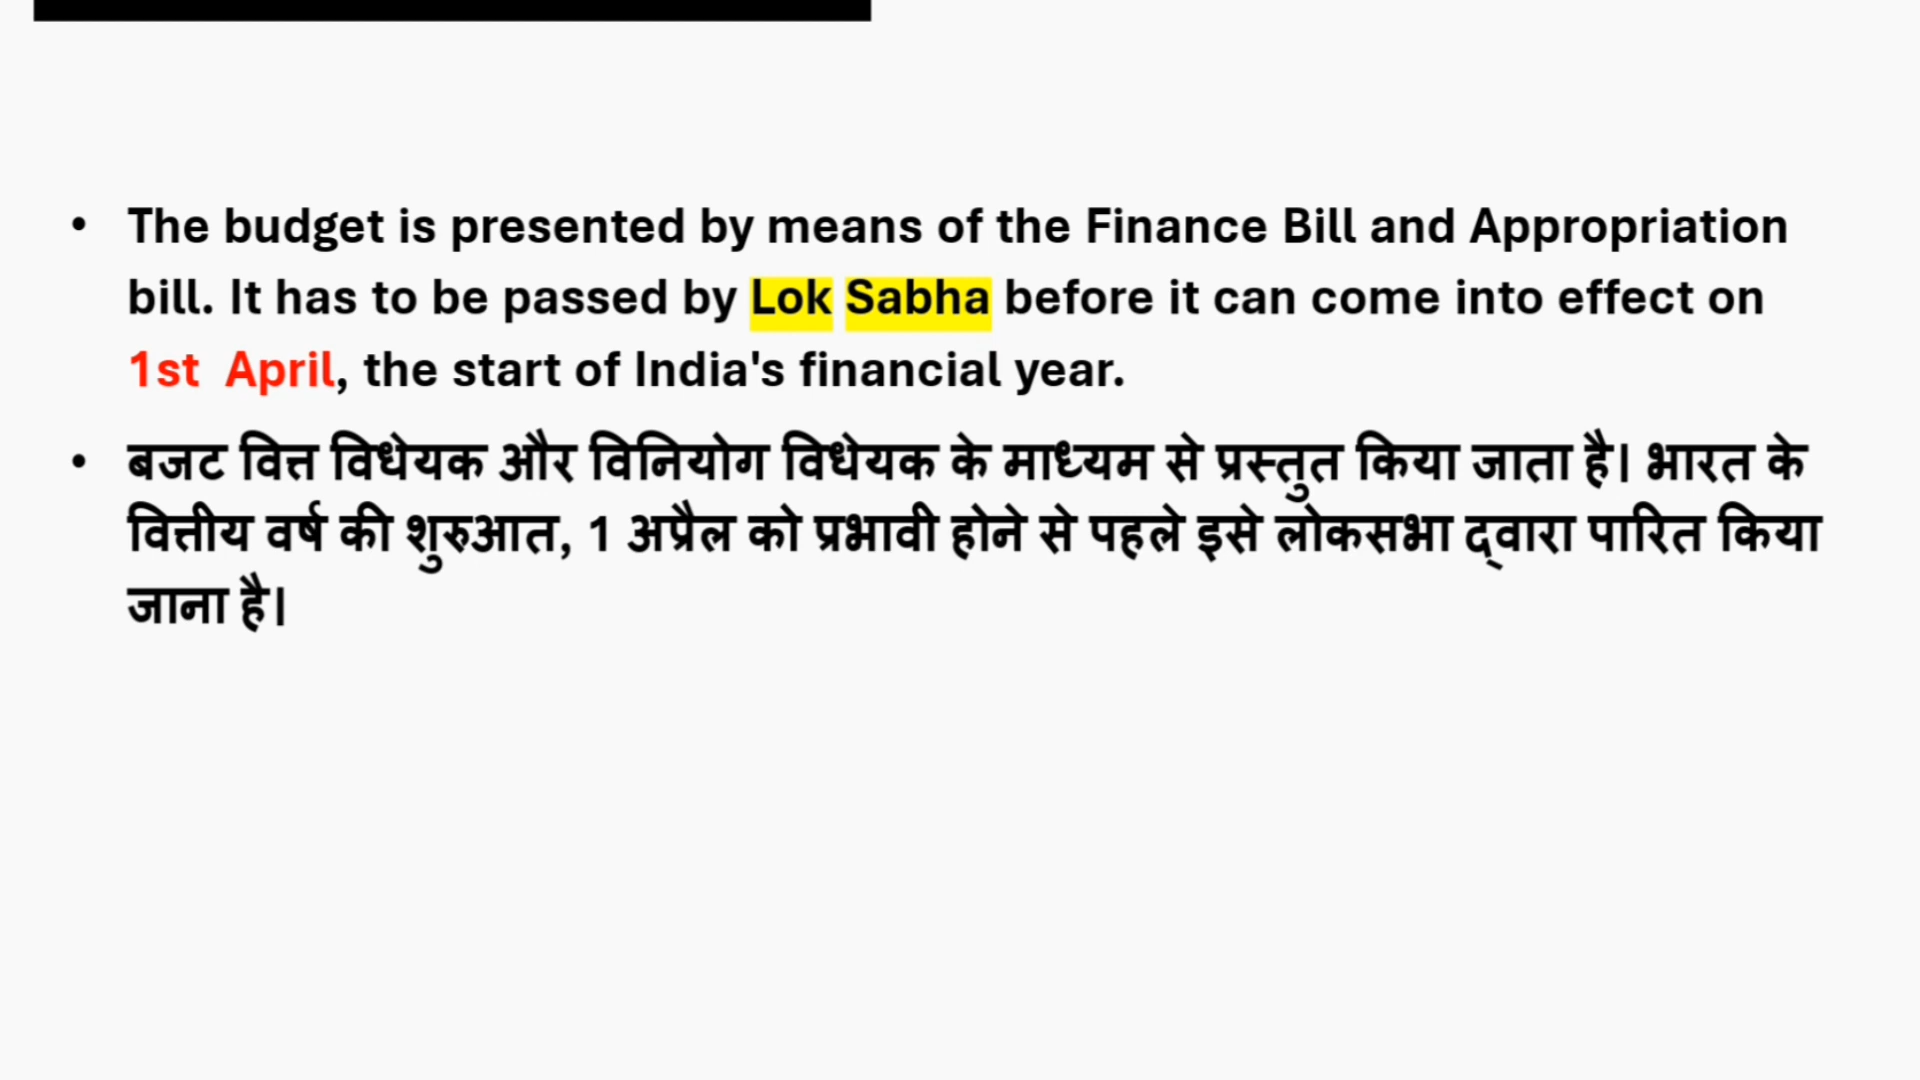 • The budget is presented by means of the Finance Bill and Appropriation
bill. It has to be passed by Lok Sabha before it can come into effect on
1st  April, the start of India's financial year.
• बजट वित्त विधेयक और विनियोग विधेयक के माध्यम से प्रस्तुत किया जाता है। भारत के
वित्तीय वर्ष की शुरुआत, 1 अप्रैल को प्रभावी होने से पहले इसे लोकसभा द्वारा पारित किया
जाना है।